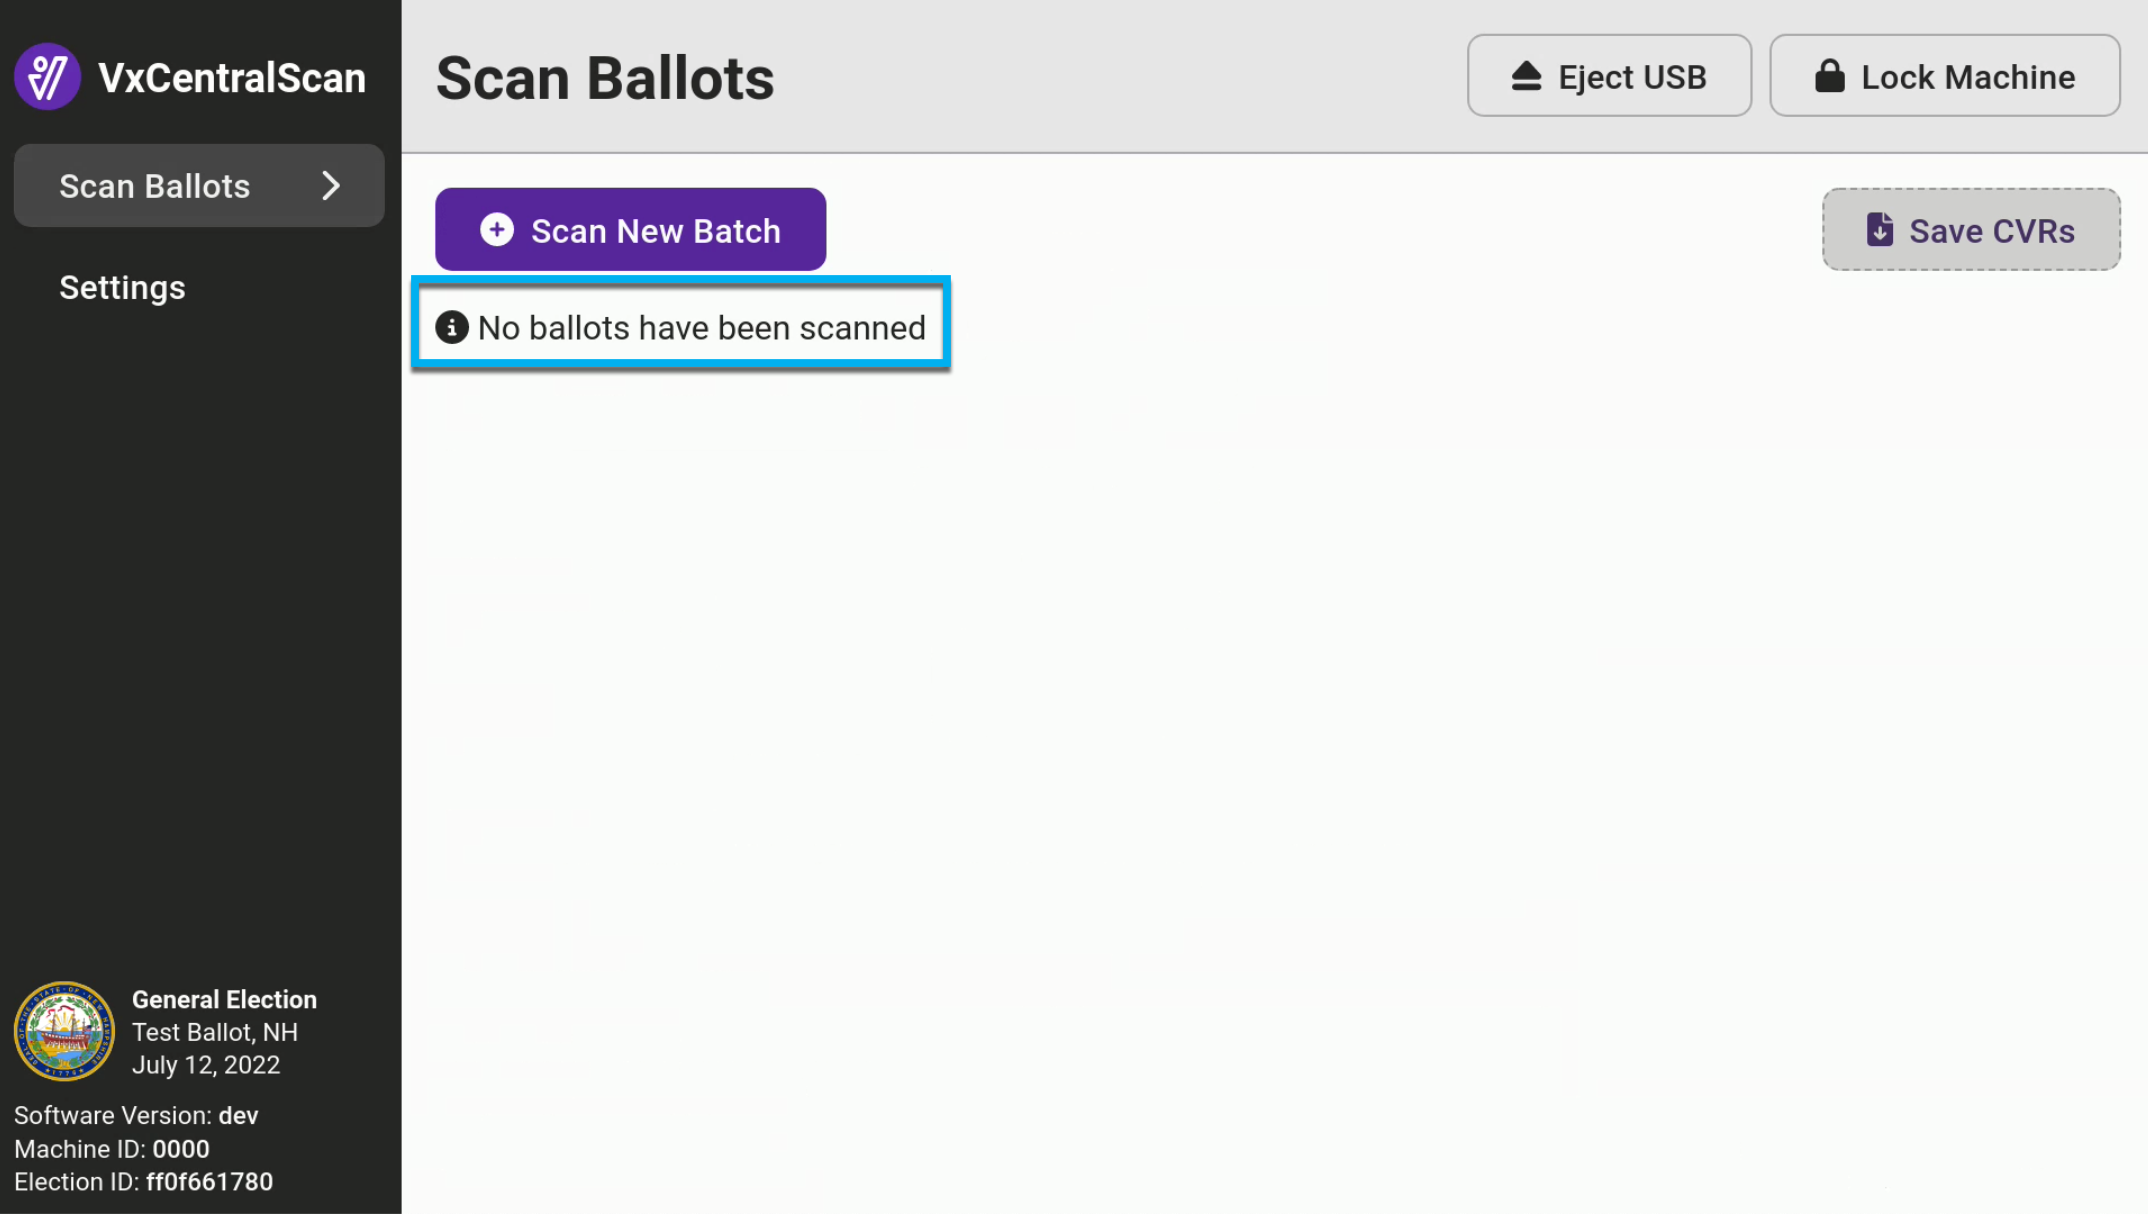 VxCentralScan
Scan Ballots
Settings
Scan Ballots
Eject USB
Lock Machine
Scan New Batch
Save CVRs
No ballots have been scanned
General Election
Test Ballot, NH
July 12, 2022
Software Version: dev
Machine ID: 0000
Election ID: ff0f661780